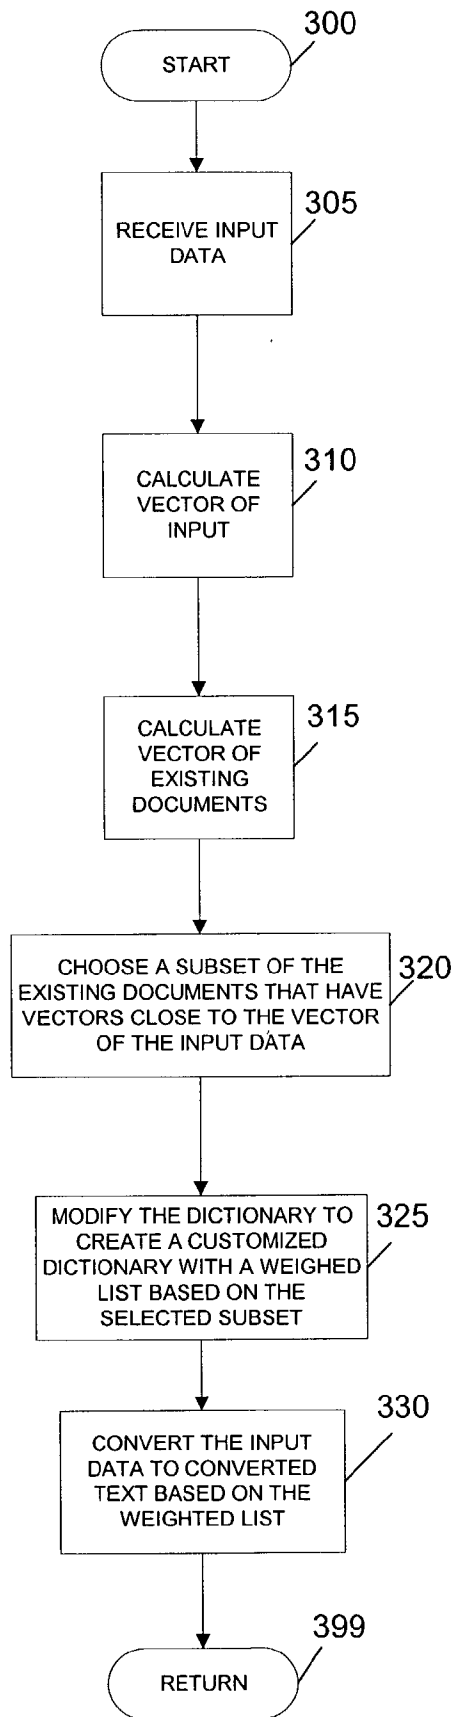 300
START
305
RECEIVE INPUT
DATA
310
CALCULATE
VECTOR OF
INPUT
315
CALCULATE
VECTOR OF
EXISTING
DOCUMENTS
320
CHOOSE A SUBSET OF THE
EXISTING DOCUMENTS THAT HAVE
VECTORS CLOSE TO THE VECTOR
OF THE INPUT DATA
325
MODIFY THE DICTIONARY TO
CREATE A CUSTOMIZED
DICTIONARY WITH A WEIGHED
LIST BASED ON THE
SELECTED SUBSET
330
CONVERT THE INPUT
DATA TO CONVERTED
TEXT BASED ON THE
WEIGHTED LIST
399
RETURN